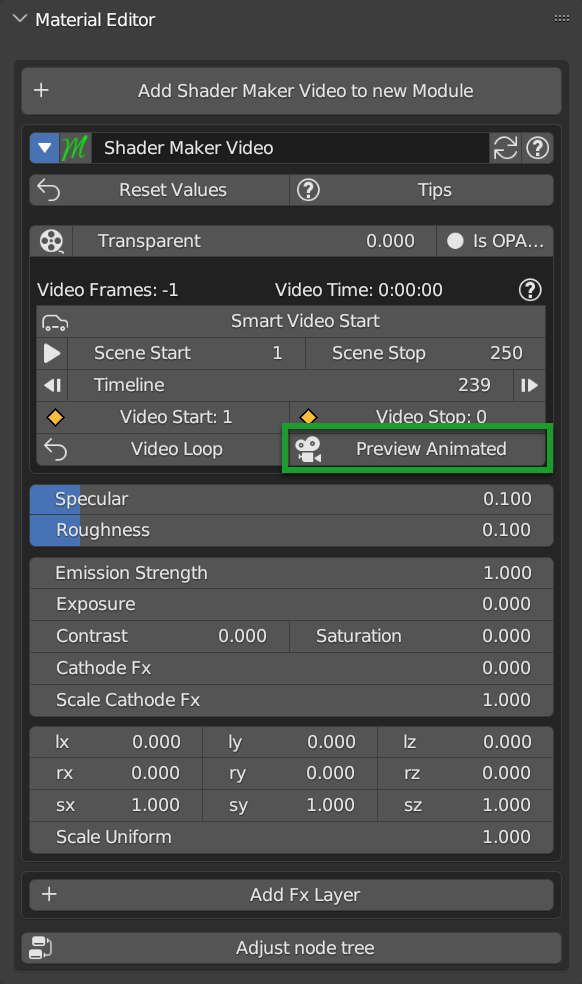 Material Editor
Add Shader Maker Video to new Module
Shader Maker Video
Reset Values Tips
Transparent 0.000 Is OPA...
Video Frames: -1 Video Time: 0:00:00
Smart Video Start
Scene Start 1 Scene Stop 250
Timeline 239
Video Start: 1 Video Stop: 0
Video Loop Preview Animated
Specular 0.100
Roughness 0.100
Emission Strength 1.000
Exposure 0.000
Contrast 0.000 Saturation 0.000
Cathode Fx 0.000
Scale Cathode Fx 1.000
lx 0.000 ly 0.000 lz 0.000
rx 0.000 ry 0.000 rz 0.000
sx 1.000 sy 1.000 sz 1.000
Scale Uniform 1.000
Add Fx Layer
Adjust node tree